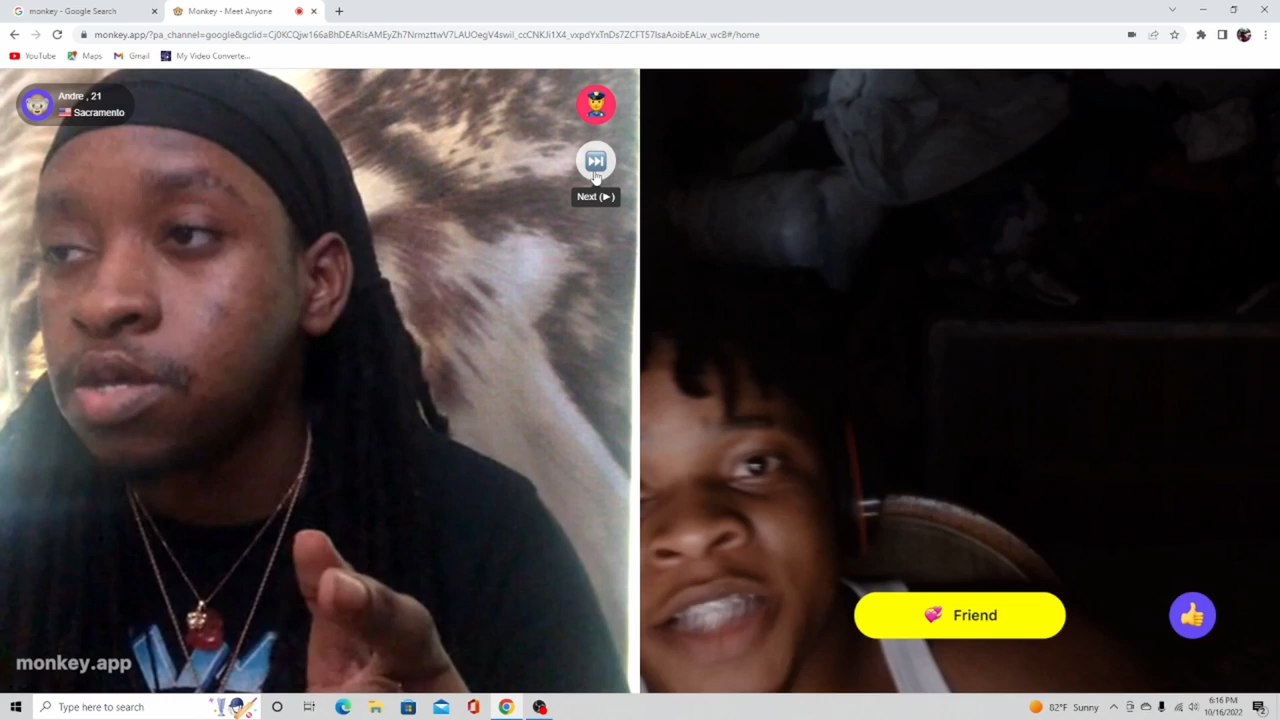 monkey - Google Search
Monkey - Meet Anyone
monkey.app/?pa_channel=google&gclid=Cj0KCQjw166aBhDEARIsAMEyZh7NrmzttwV7LAUOegV4swil_ccCNKJi1X4_vxpdYxTnDs7ZCFT57IsaAoibEALw_wcB#/home
YouTube
Maps
Gmail
My Video Converte...
Andre , 21
Sacramento
Next (▶)
Friend
monkey.app
Type here to search
82°F Sunny
6:16 PM
10/16/2022
2